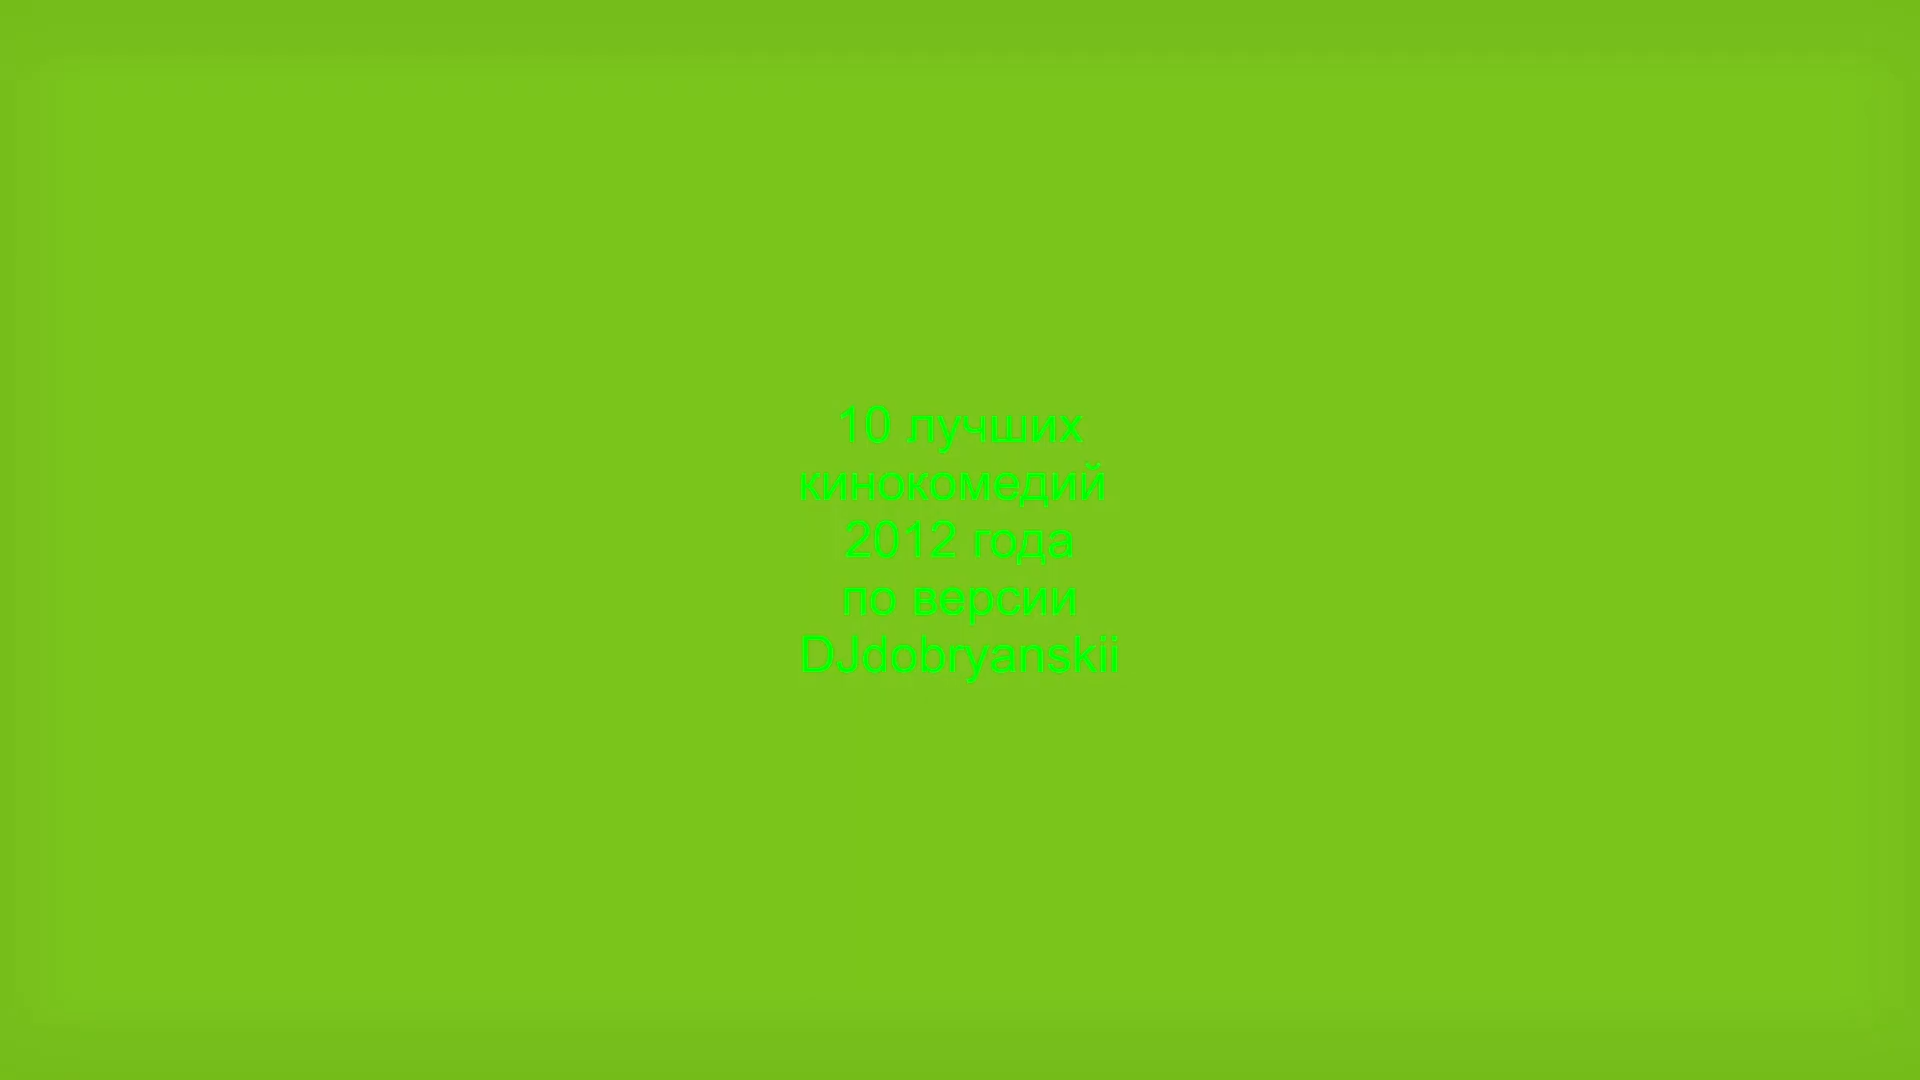 10 лучших
кинокомедий
2012 года
по версии
DJdobryanskii